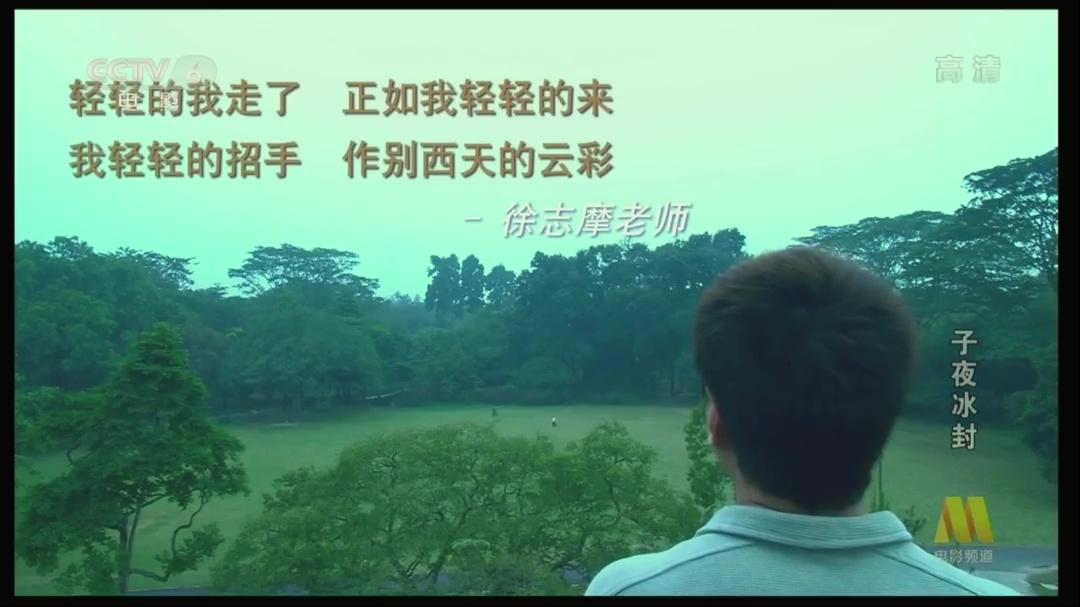 CCTV 6
电影
高清
轻轻的我走了 正如我轻轻的来
我轻轻的招手 作别西天的云彩
- 徐志摩老师
子夜冰封
电影频道